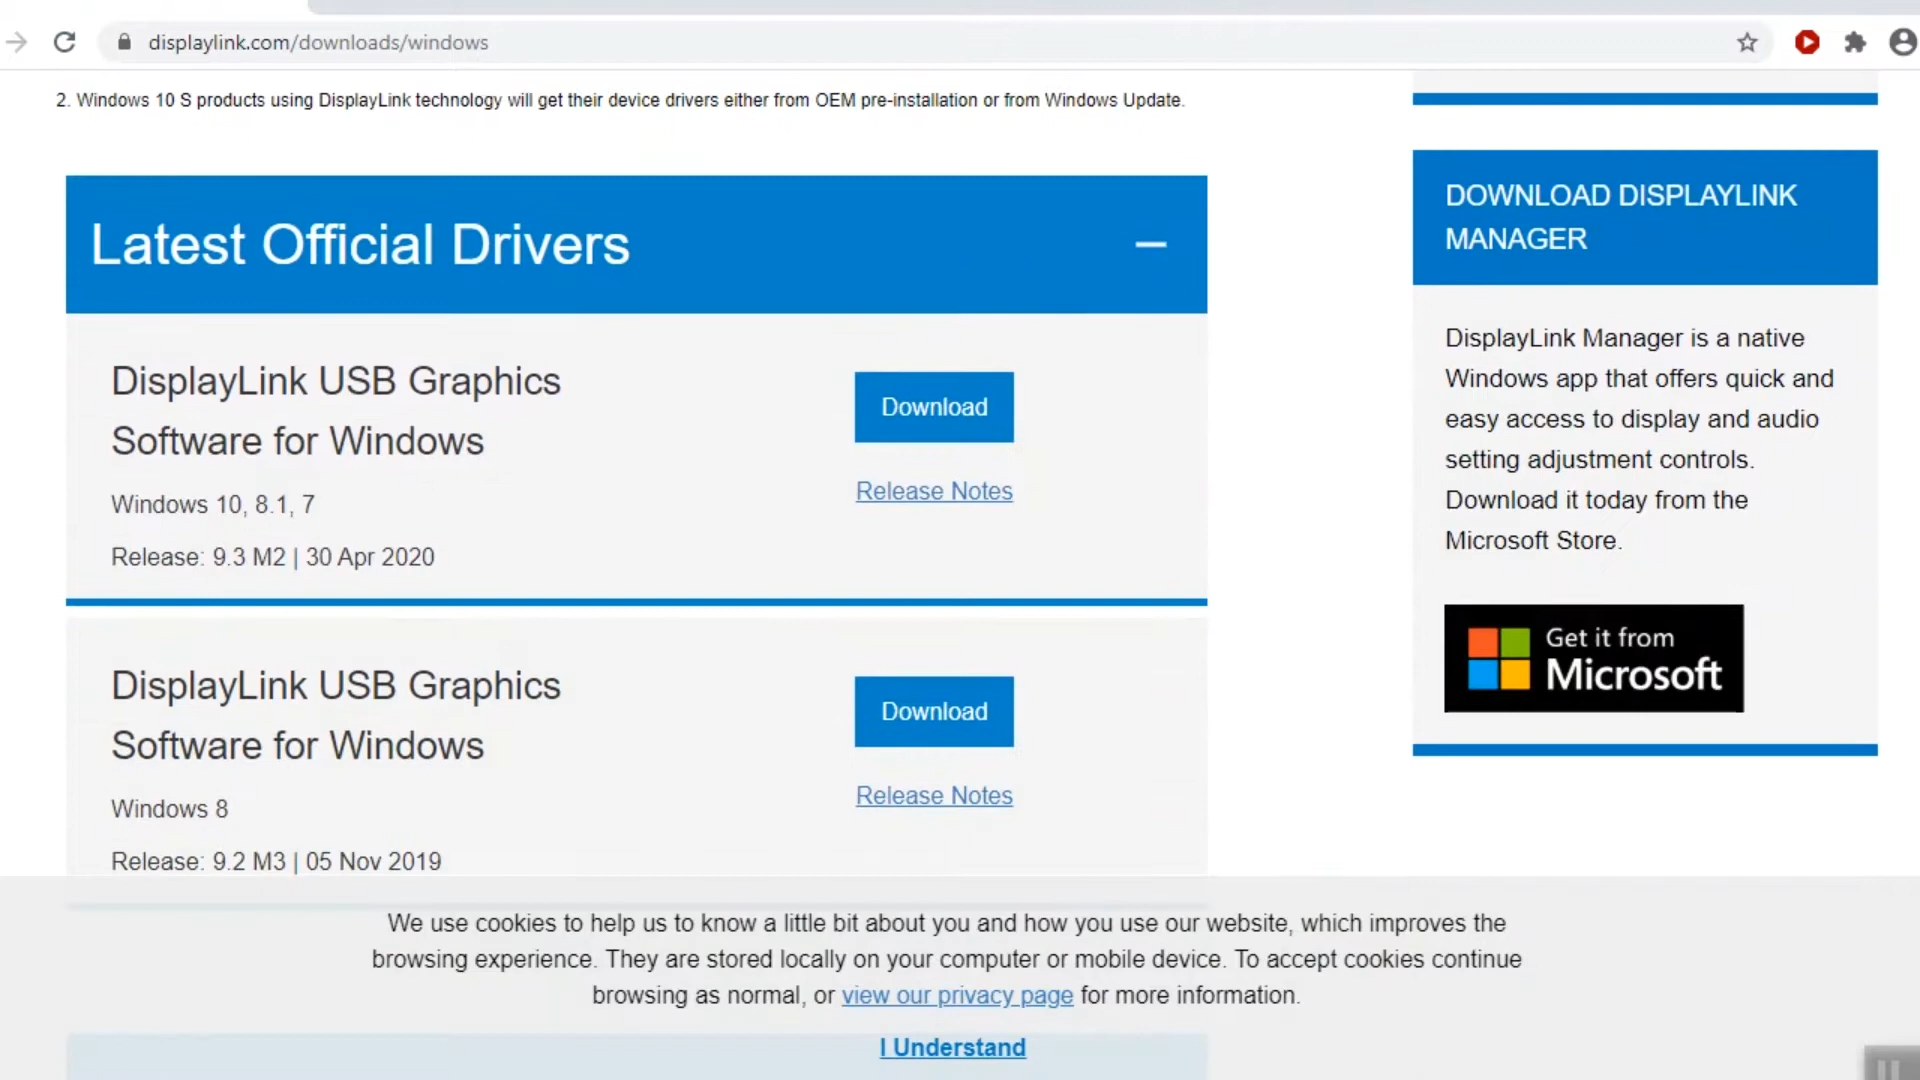 displaylink.com/downloads/windows
2. Windows 10 S products using DisplayLink technology will get their device drivers either from OEM pre-installation or from Windows Update.
Latest Official Drivers
DisplayLink USB Graphics
Software for Windows
Windows 10, 8.1, 7
Release: 9.3 M2 | 30 Apr 2020
Download
Release Notes
DisplayLink USB Graphics
Software for Windows
Windows 8
Release: 9.2 M3 | 05 Nov 2019
Download
Release Notes
DOWNLOAD DISPLAYLINK
MANAGER
DisplayLink Manager is a native
Windows app that offers quick and
easy access to display and audio
setting adjustment controls.
Download it today from the
Microsoft Store.
Get it from
Microsoft
We use cookies to help us to know a little bit about you and how you use our website, which improves the
browsing experience. They are stored locally on your computer or mobile device. To accept cookies continue
browsing as normal, or view our privacy page for more information.
I Understand